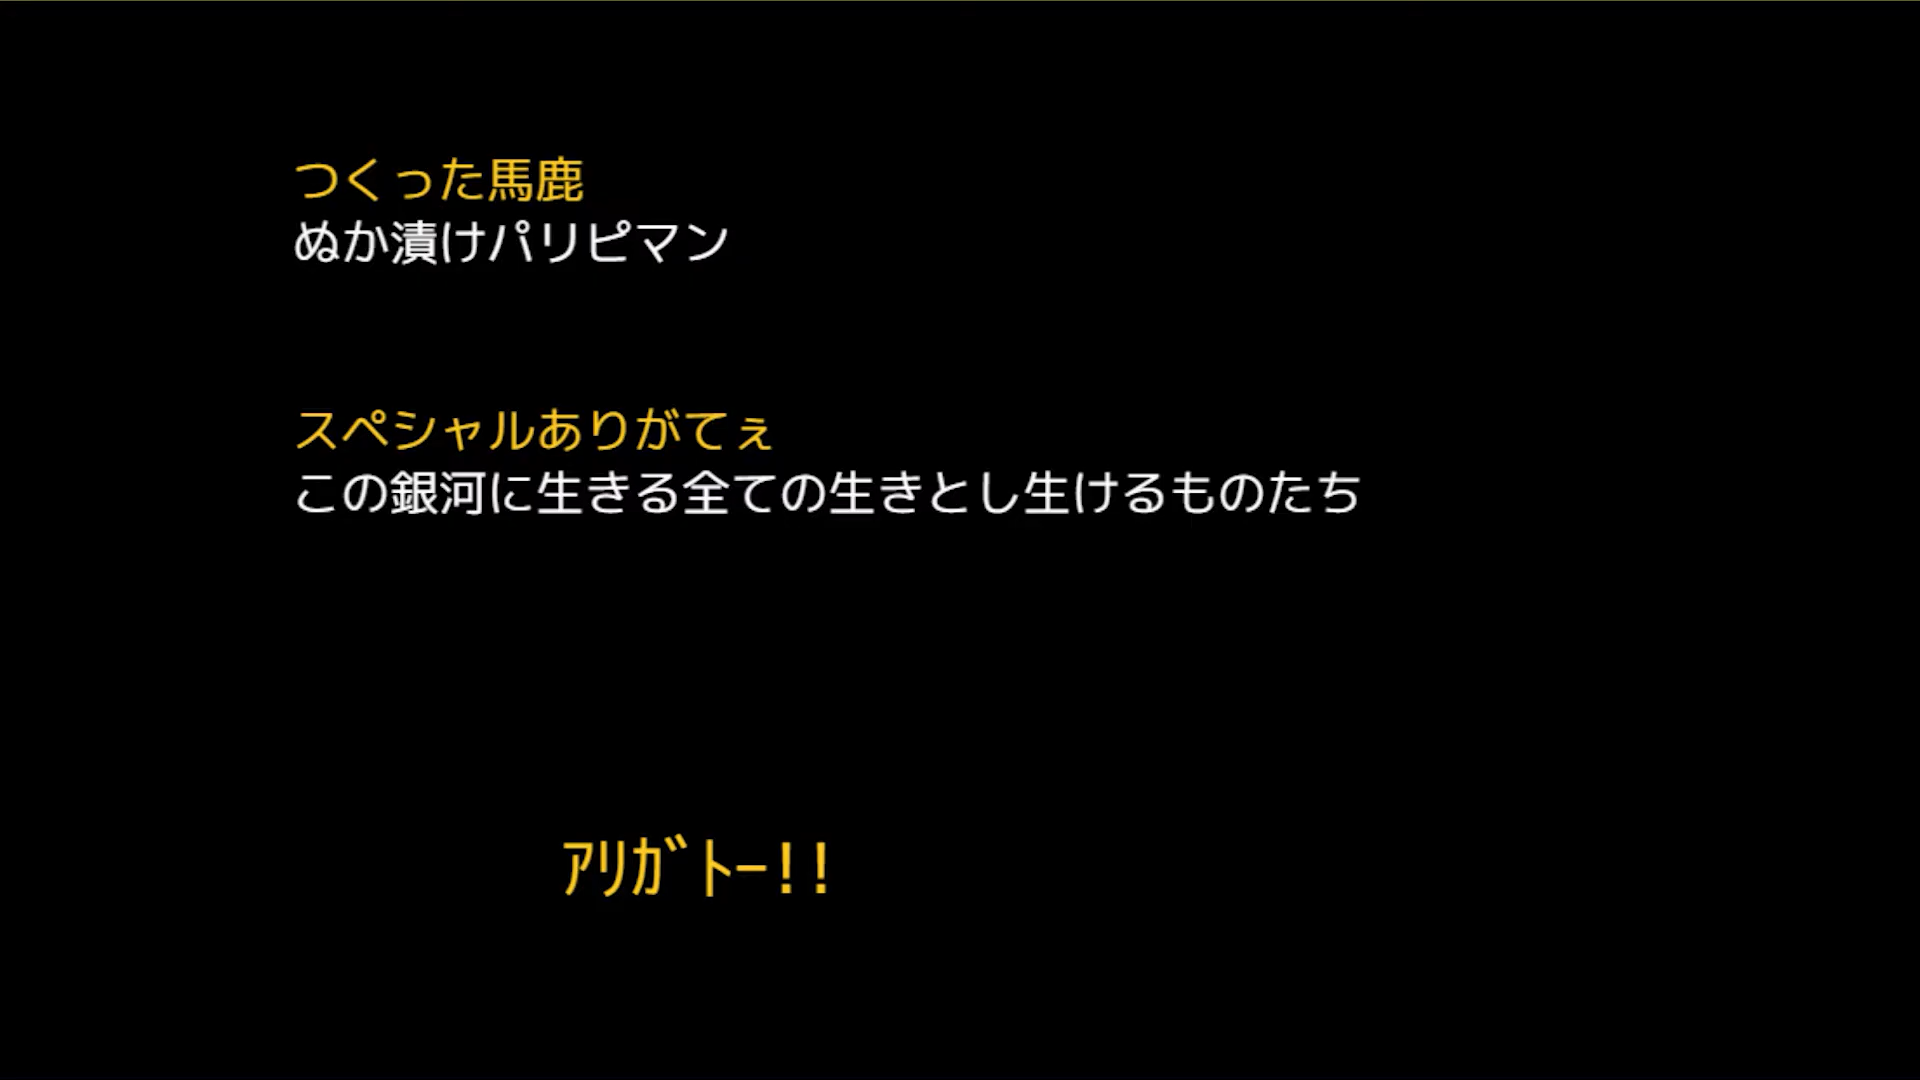 つくった馬鹿
ぬか漬けパリピマン
スペシャルありがてぇ
この銀河に生きる全ての生きとし生けるものたち
ｱﾘｶﾞﾄｰ!!